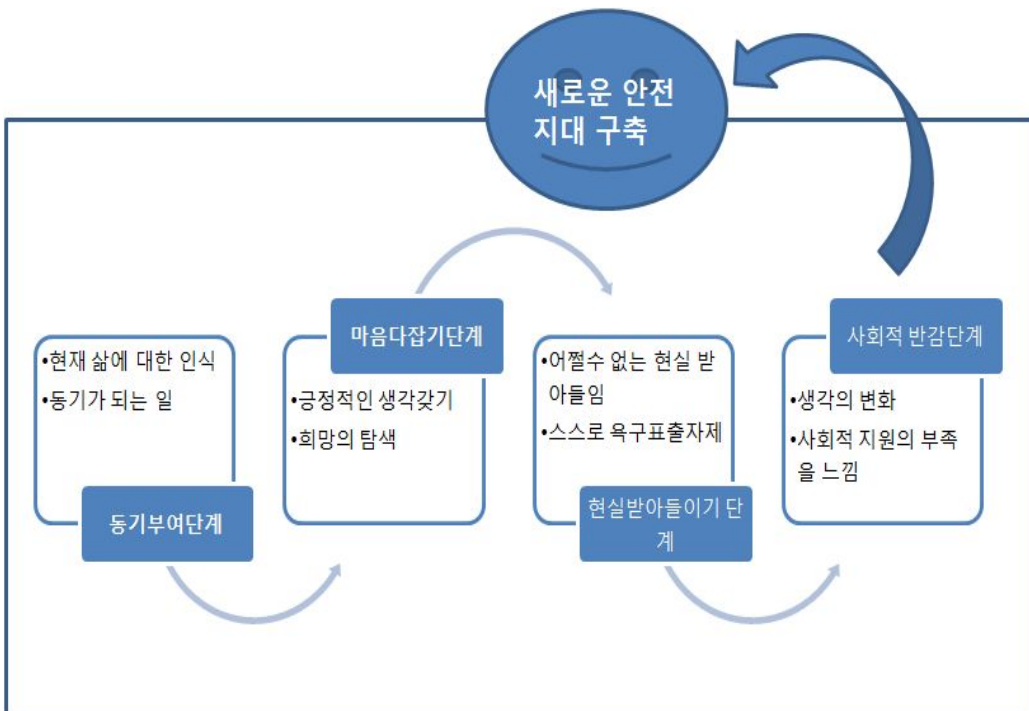 새로운 안전
지대 구축
•현재 삶에 대한 인식
•동기가 되는 일
동기부여단계
마음다잡기단계
•긍정적인 생각갖기
•희망의 탐색
•어쩔수 없는 현실 받
아들임
•스스로 욕구표출자제
현실받아들이기 단
계
사회적 반감단계
•생각의 변화
•사회적 지원의 부족
을 느낌